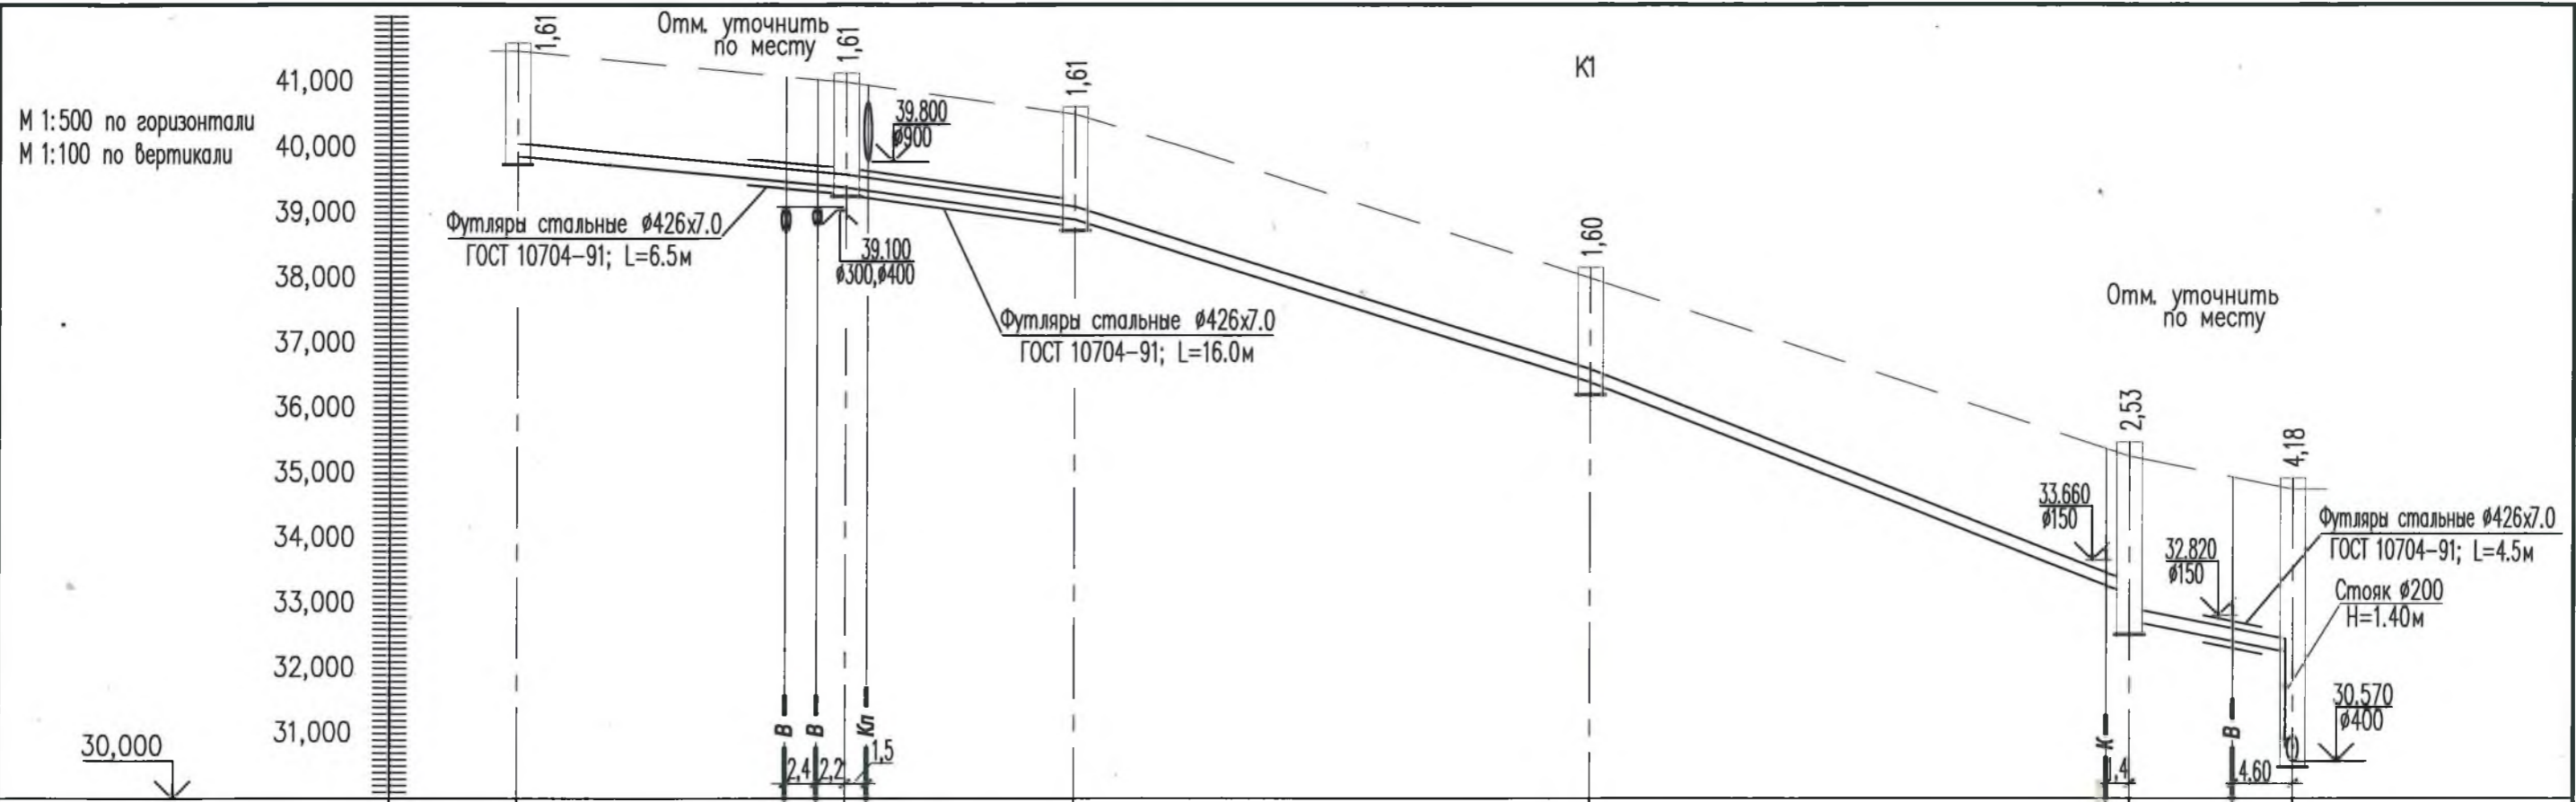 М 1:500 по горизонтали
М 1:100 по вертикали
41,000
40,000
39,000
38,000
37,000
36,000
35,000
34,000
33,000
32,000
31,000
30,000
1,61
Отм. уточнить
по месту
1,61
39.800
ø900
1,61
К1
Футляры стальные ø426х7.0
ГОСТ 10704-91; L=6.5м
39.100
ø300,ø400
Футляры стальные ø426х7.0
ГОСТ 10704-91; L=16.0м
1,60
Отм. уточнить
по месту
2,53
4,18
33.660
ø150
32.820
ø150
Футляры стальные ø426х7.0
ГОСТ 10704-91; L=4.5м
Стояк ø200
Н=1.40м
30.570
ø400
В
В
Кл
2,4
2,2
1,5
К
1,4
В
4.60